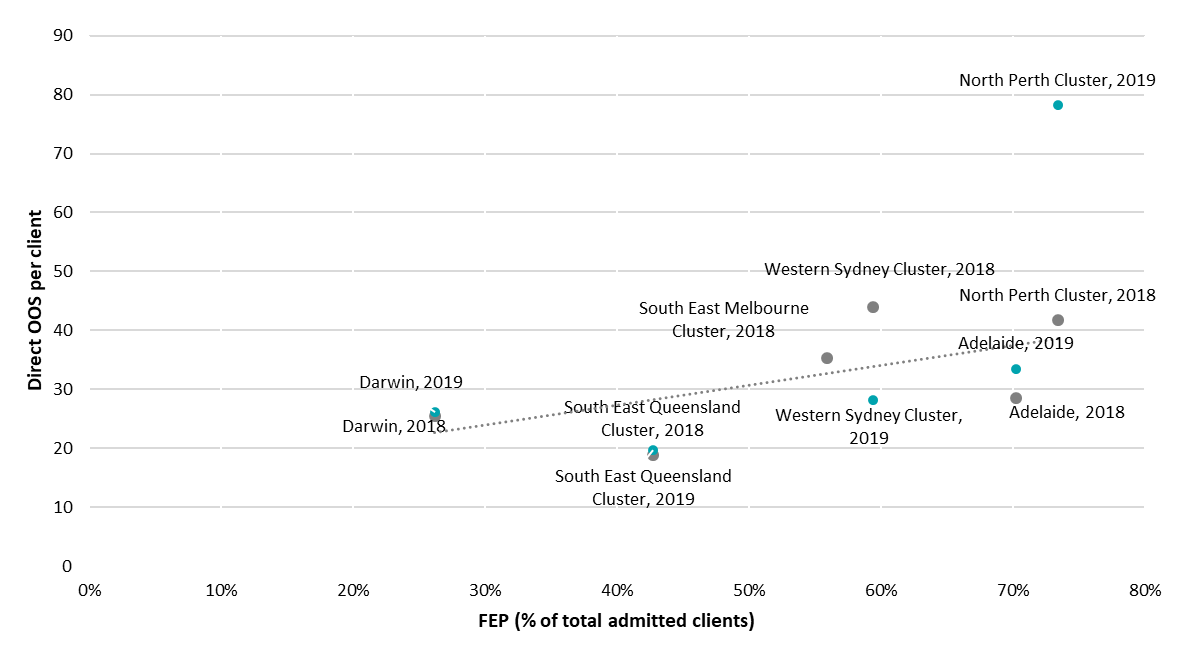 90
80
70
60
50
40
30
20
10
0
Direct OOS per client
North Perth Cluster, 2019
Western Sydney Cluster, 2018
North Perth Cluster, 2018
South East Melbourne
Cluster, 2018
Adelaide, 2019
Darwin, 2019
South East Queensland
Cluster, 2018
Western Sydney Cluster,
2019
Adelaide, 2018
Darwin, 2018
South East Queensland
Cluster, 2019
0%
10%
20%
30%
40%
50%
60%
70%
80%
FEP (% of total admitted clients)